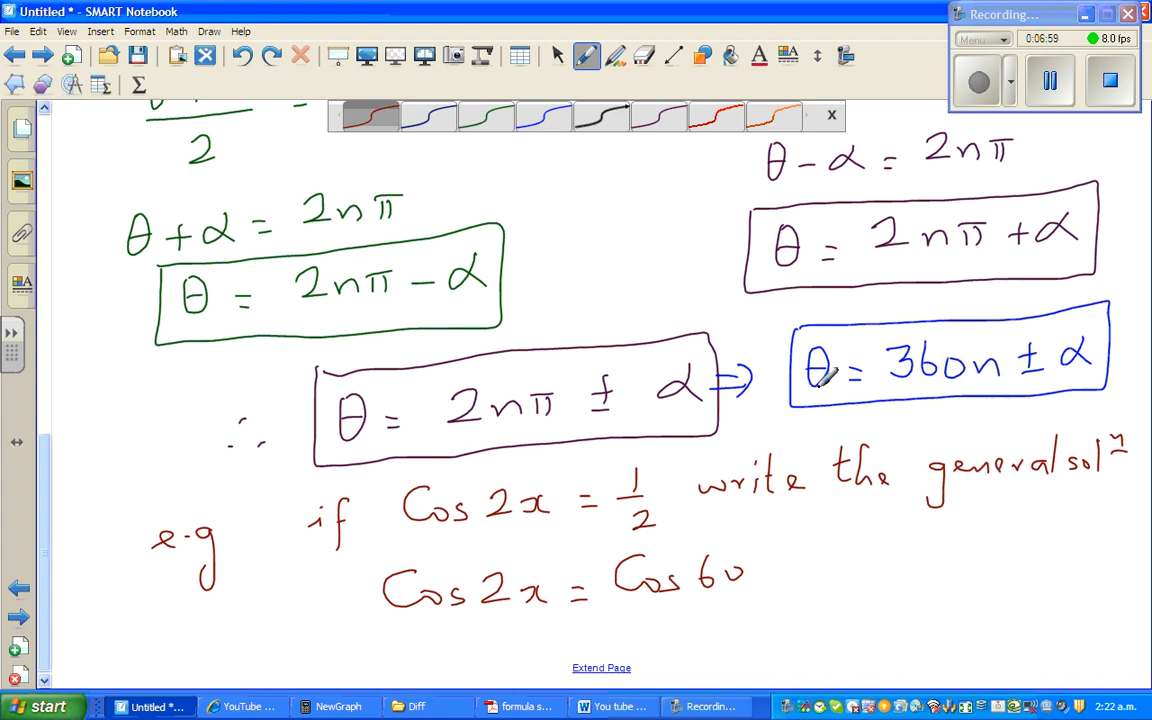 Untitled * - SMART Notebook
Recording...
File Edit View Insert Format Math Draw Help
Menu 0:06:59 8.0 fps
2
θ + α = 2nπ
θ = 2nπ - α
θ - α = 2nπ
θ = 2nπ + α
∴ θ = 2nπ ± α ⇒ θ = 360n ± α
e.g if Cos 2x = 1/2 write the general solⁿ
Cos 2x = Cos 60
Extend Page
start Untitled *... YouTube ... NewGraph Diff formula s... You tube ... Recordin... 2:22 a.m.